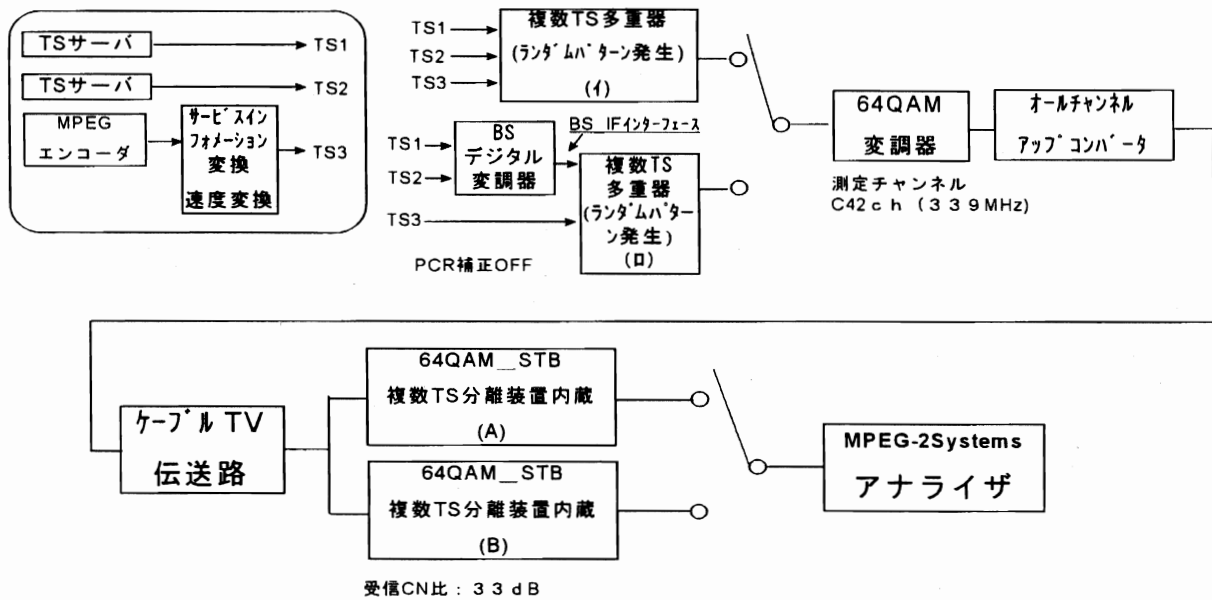 TSサーバ
TS1
TSサーバ
TS2
MPEG
エンコーダ
サービスイン
フォメーション
変換
速度変換
TS3
TS1
TS2
TS3
複数TS多重器
(ランダムパターン発生)
(イ)
TS1
TS2
BS
デジタル
変調器
BS_IFインターフェース
TS3
複数TS
多重器
(ランダムパター
ン発生)
(ロ)
PCR補正OFF
64QAM
変調器
オールチャンネル
アップコンバータ
測定チャンネル
C42ch (339MHz)
ケーブルTV
伝送路
64QAM__STB
複数TS分離装置内蔵
(A)
64QAM__STB
複数TS分離装置内蔵
(B)
受信CN比:33dB
MPEG-2Systems
アナライザ